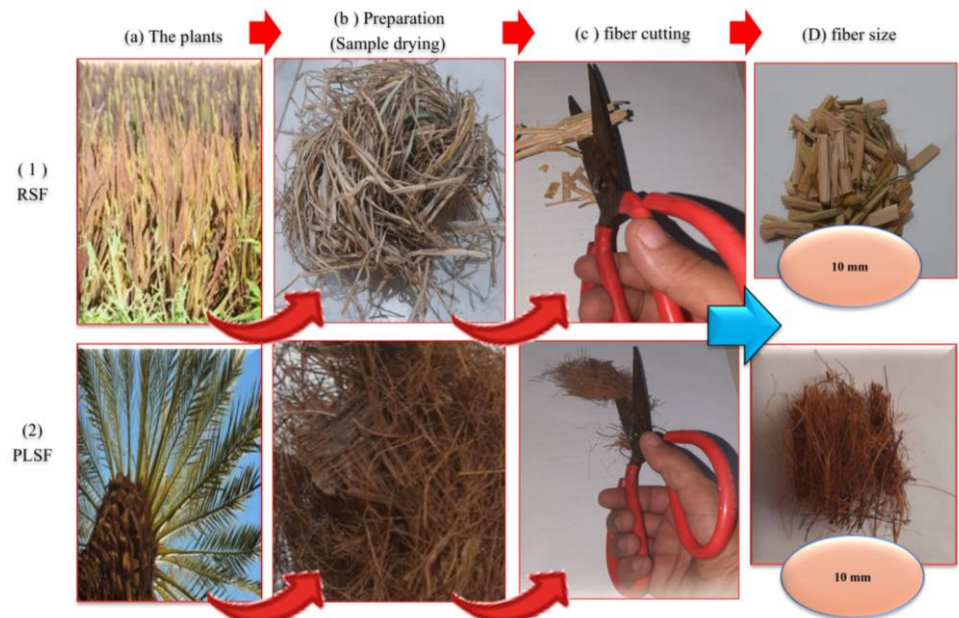 (a) The plants
(b ) Preparation
(Sample drying)
(c ) fiber cutting
(D) fiber size
( 1 )
RSF
10 mm
(2)
PLSF
10 mm